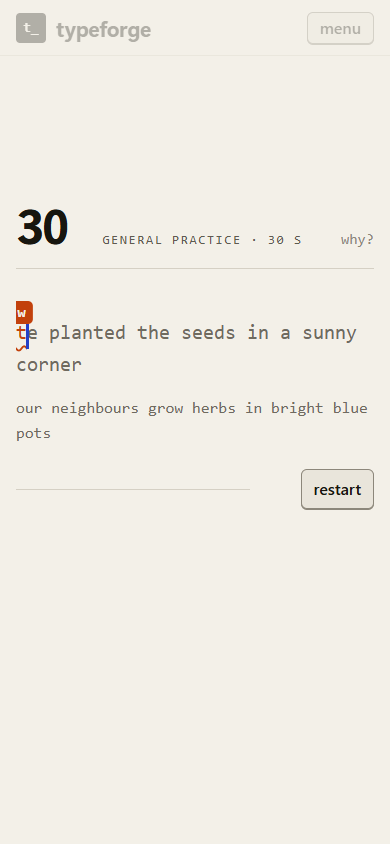 t_ typeforge menu
30 GENERAL PRACTICE · 30 S why?
w
te planted the seeds in a sunny
corner
our neighbours grow herbs in bright blue
pots
restart